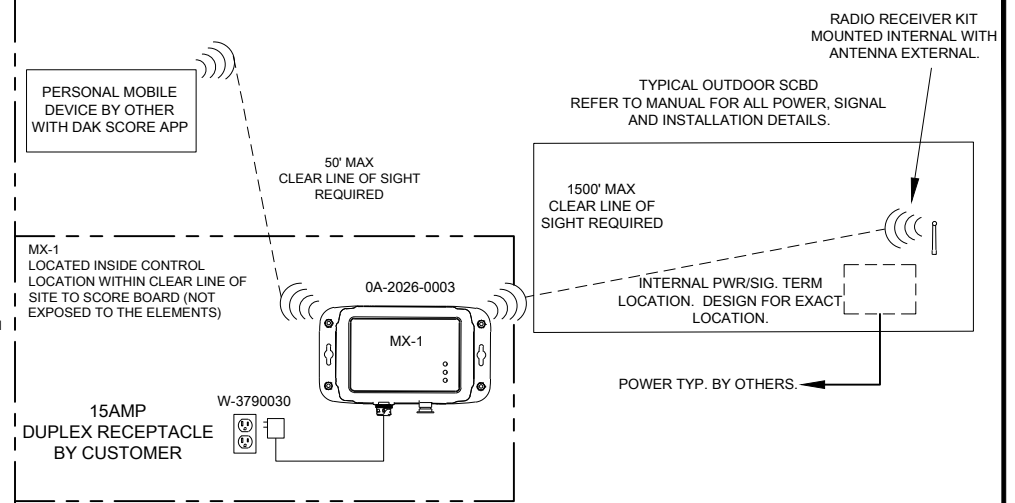 RADIO RECEIVER KIT
MOUNTED INTERNAL WITH
ANTENNA EXTERNAL.
PERSONAL MOBILE
DEVICE BY OTHER
WITH DAK SCORE APP
TYPICAL OUTDOOR SCBD
REFER TO MANUAL FOR ALL POWER, SIGNAL
AND INSTALLATION DETAILS.
50' MAX
CLEAR LINE OF SIGHT
REQUIRED
1500' MAX
CLEAR LINE OF
SIGHT REQUIRED
MX-1
LOCATED INSIDE CONTROL
LOCATION WITHIN CLEAR LINE OF
SITE TO SCORE BOARD (NOT
EXPOSED TO THE ELEMENTS)
0A-2026-0003
MX-1
INTERNAL PWR/SIG. TERM
LOCATION. DESIGN FOR EXACT
LOCATION.
POWER TYP. BY OTHERS.
W-3790030
15AMP
DUPLEX RECEPTACLE
BY CUSTOMER